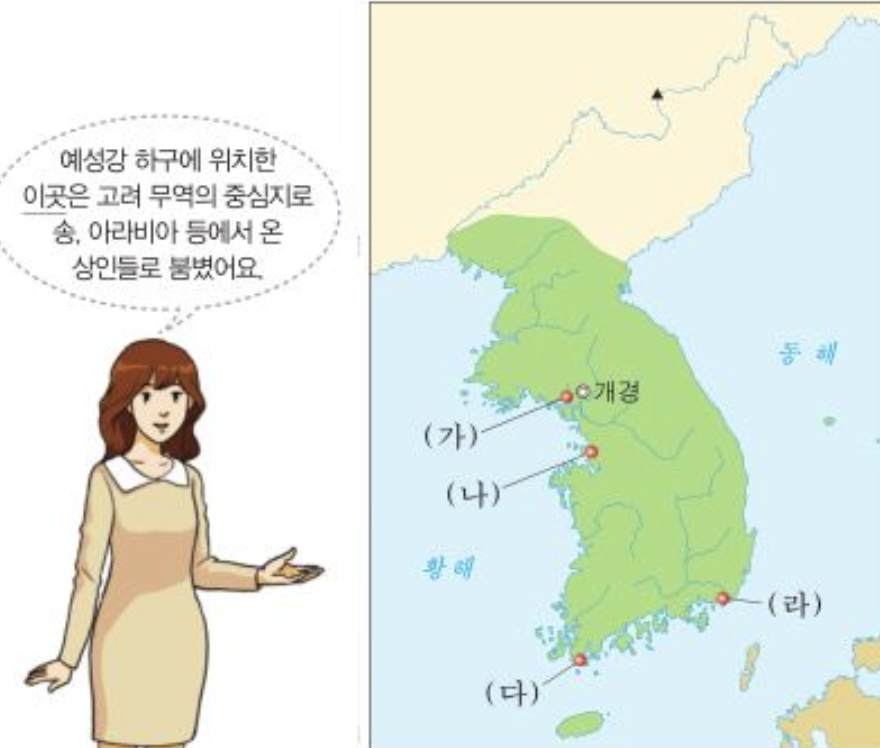 예성강 하구에 위치한
이곳은 고려 무역의 중심지로
송, 아라비아 등에서 온
상인들로 붐볐어요.
동해
개경
(가)
(나)
황해
(라)
(다)